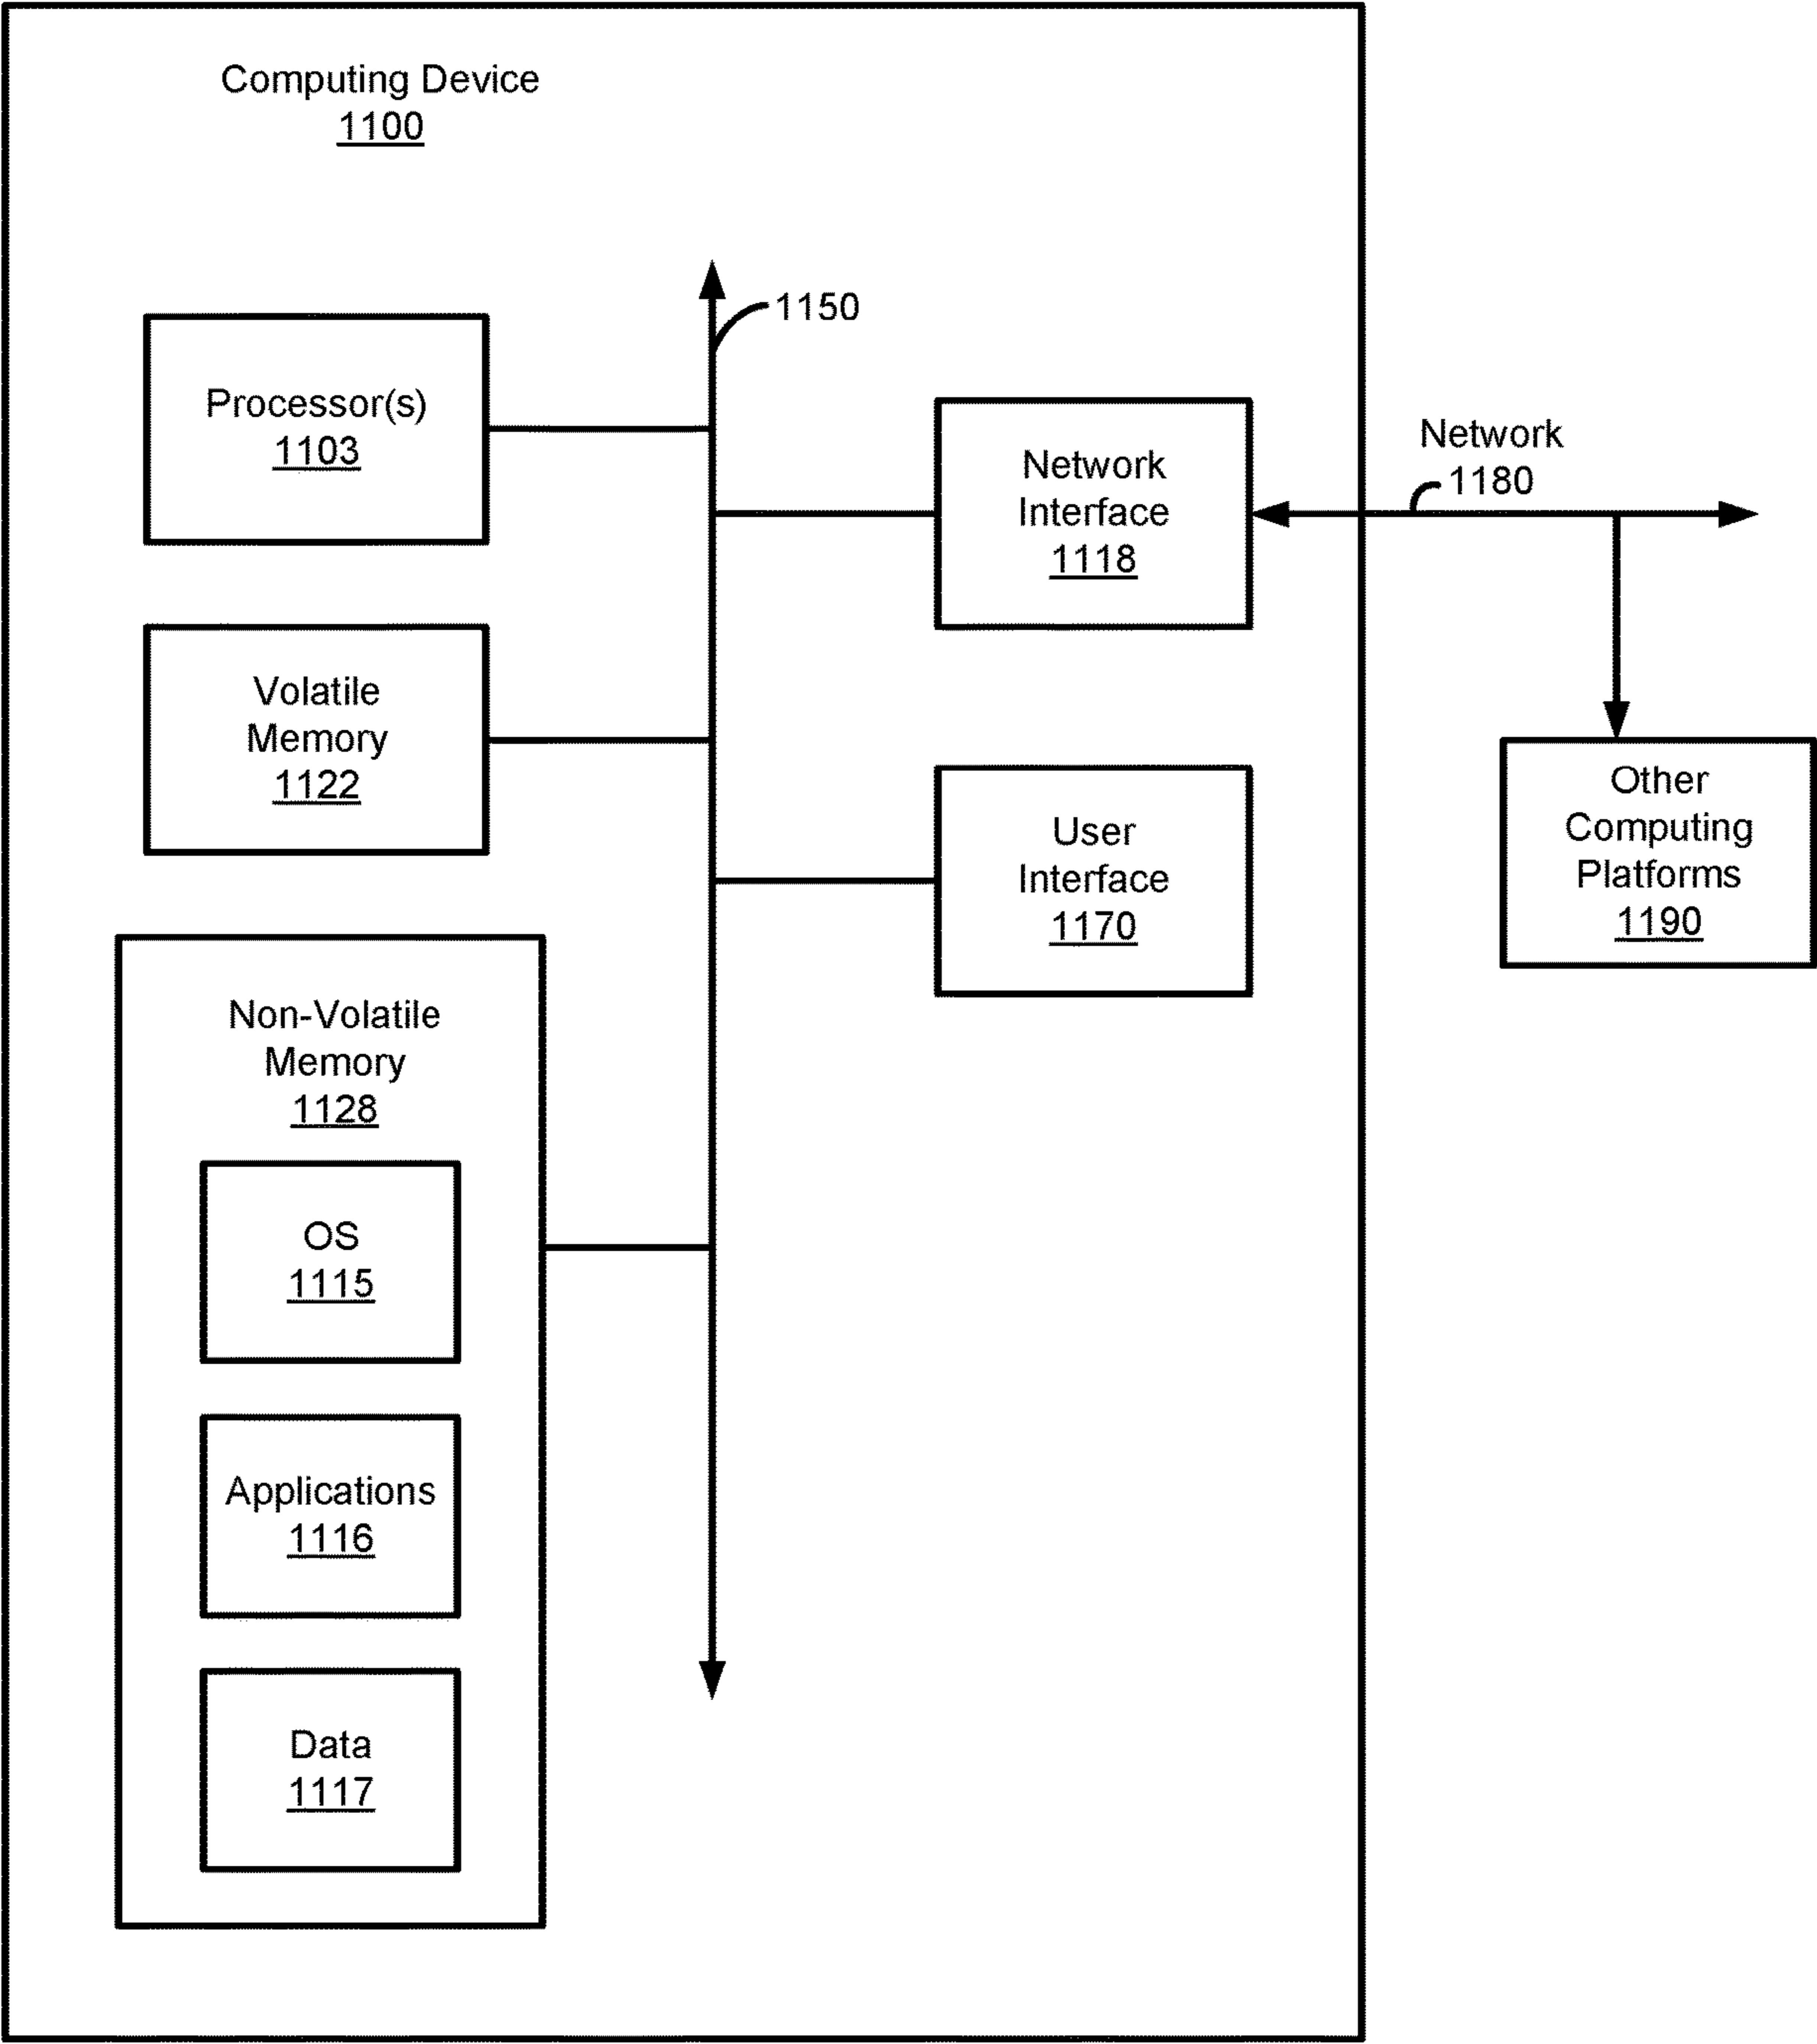 Computing Device
1100
1150
Processor(s)
1103
Network
Interface
1118
Network
1180
Volatile
Memory
1122
User
Interface
1170
Other
Computing
Platforms
1190
Non-Volatile
Memory
1128
OS
1115
Applications
1116
Data
1117